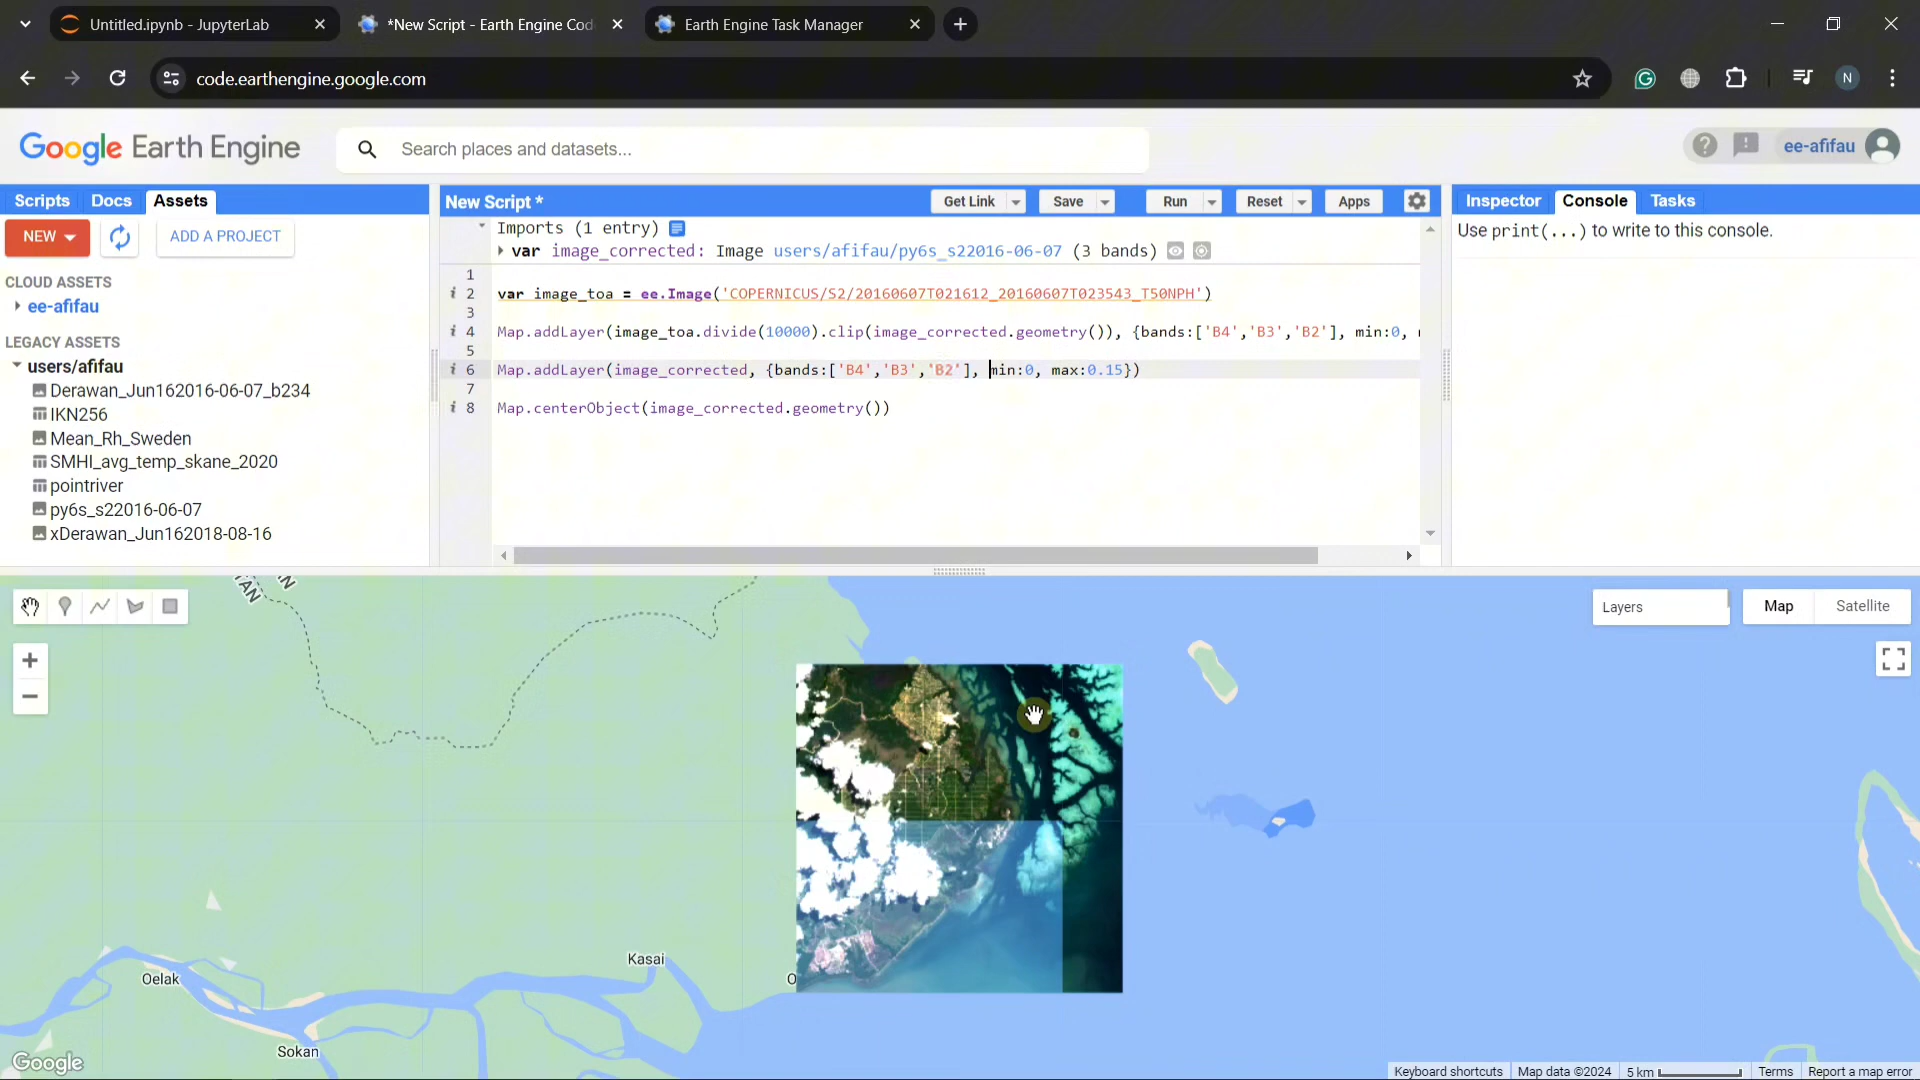 Untitled.ipynb - JupyterLab
*New Script - Earth Engine Cod
Earth Engine Task Manager
code.earthengine.google.com
N
Google Earth Engine
Search places and datasets...
ee-afifau
Scripts Docs Assets
NEW
ADD A PROJECT
CLOUD ASSETS
ee-afifau
LEGACY ASSETS
users/afifau
Derawan_Jun162016-06-07_b234
IKN256
Mean_Rh_Sweden
SMHI_avg_temp_skane_2020
pointriver
py6s_s22016-06-07
xDerawan_Jun162018-08-16
New Script *
Get Link Save Run Reset Apps
Imports (1 entry)
var image_corrected: Image users/afifau/py6s_s22016-06-07 (3 bands)
1
i 2 var image_toa = ee.Image('COPERNICUS/S2/20160607T021612_20160607T023543_T50NPH')
3
i 4 Map.addLayer(image_toa.divide(10000).clip(image_corrected.geometry()), {bands:['B4','B3','B2'], min:0,
5
i 6 Map.addLayer(image_corrected, {bands:['B4','B3','B2'], min:0, max:0.15})
7
i 8 Map.centerObject(image_corrected.geometry())
Inspector Console Tasks
Use print(...) to write to this console.
Layers
Map Satellite
Kasai
Oelak
Sokan
Google
Keyboard shortcuts Map data ©2024 5 km Terms Report a map error